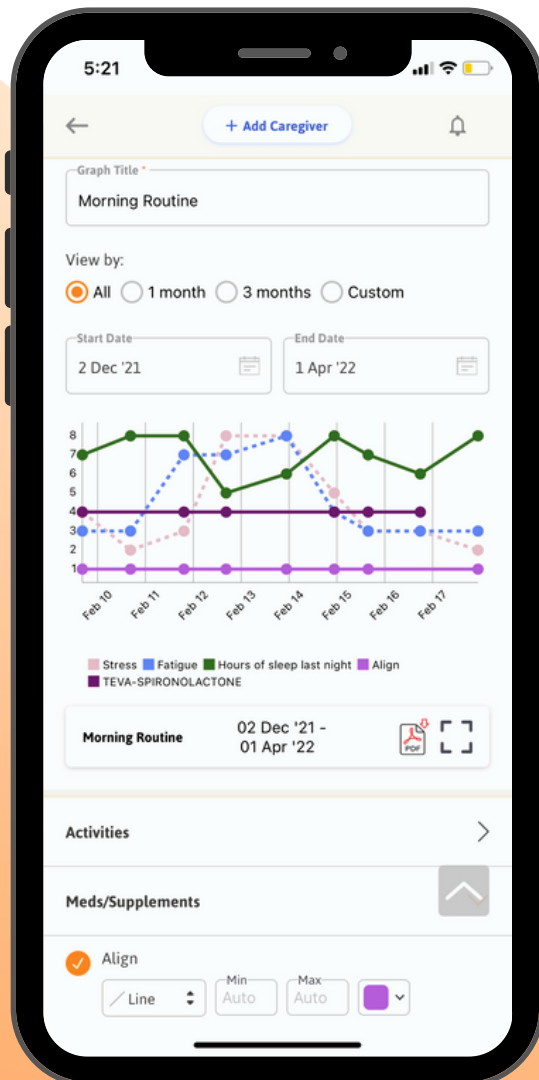 5:21
+ Add Caregiver
Graph Title *
Morning Routine
View by:
All 1 month 3 months Custom
Start Date End Date
2 Dec '21 1 Apr '22
8
7
6
5
4
3
2
1
Feb 10 Feb 11 Feb 12 Feb 13 Feb 14 Feb 15 Feb 16 Feb 17
Stress Fatigue Hours of sleep last night Align
TEVA-SPIRONOLACTONE
Morning Routine 02 Dec '21 -
01 Apr '22
PDF
Activities
Meds/Supplements
Align
Min Max
Line Auto Auto